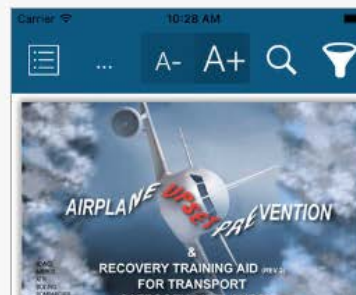 Carrier 10:28 AM
... A- A+
AIRPLANE UPSET PREVENTION
&
RECOVERY TRAINING AID (REV 2)
FOR TRANSPORT